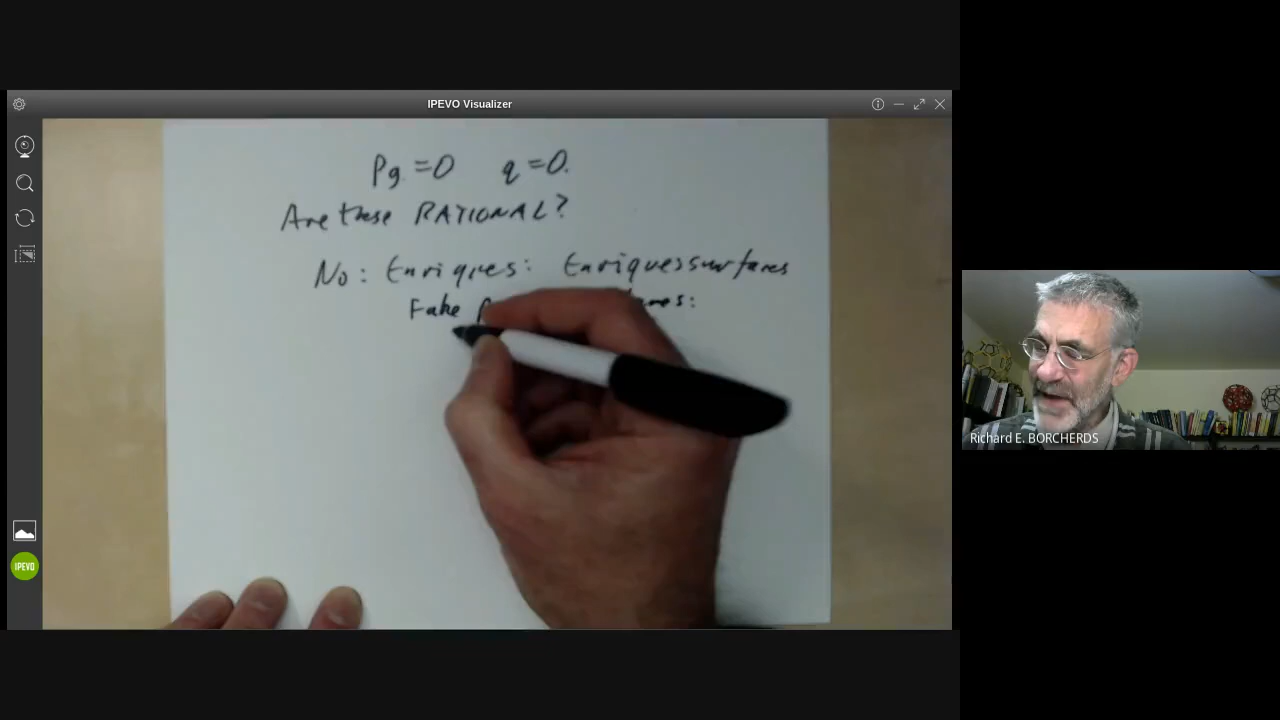 IPEVO Visualizer
Pg = 0 q = 0.
Are these RATIONAL?
No: Enriques: Enriques surfaces
Fake
IPEVO
Richard E. BORCHERDS